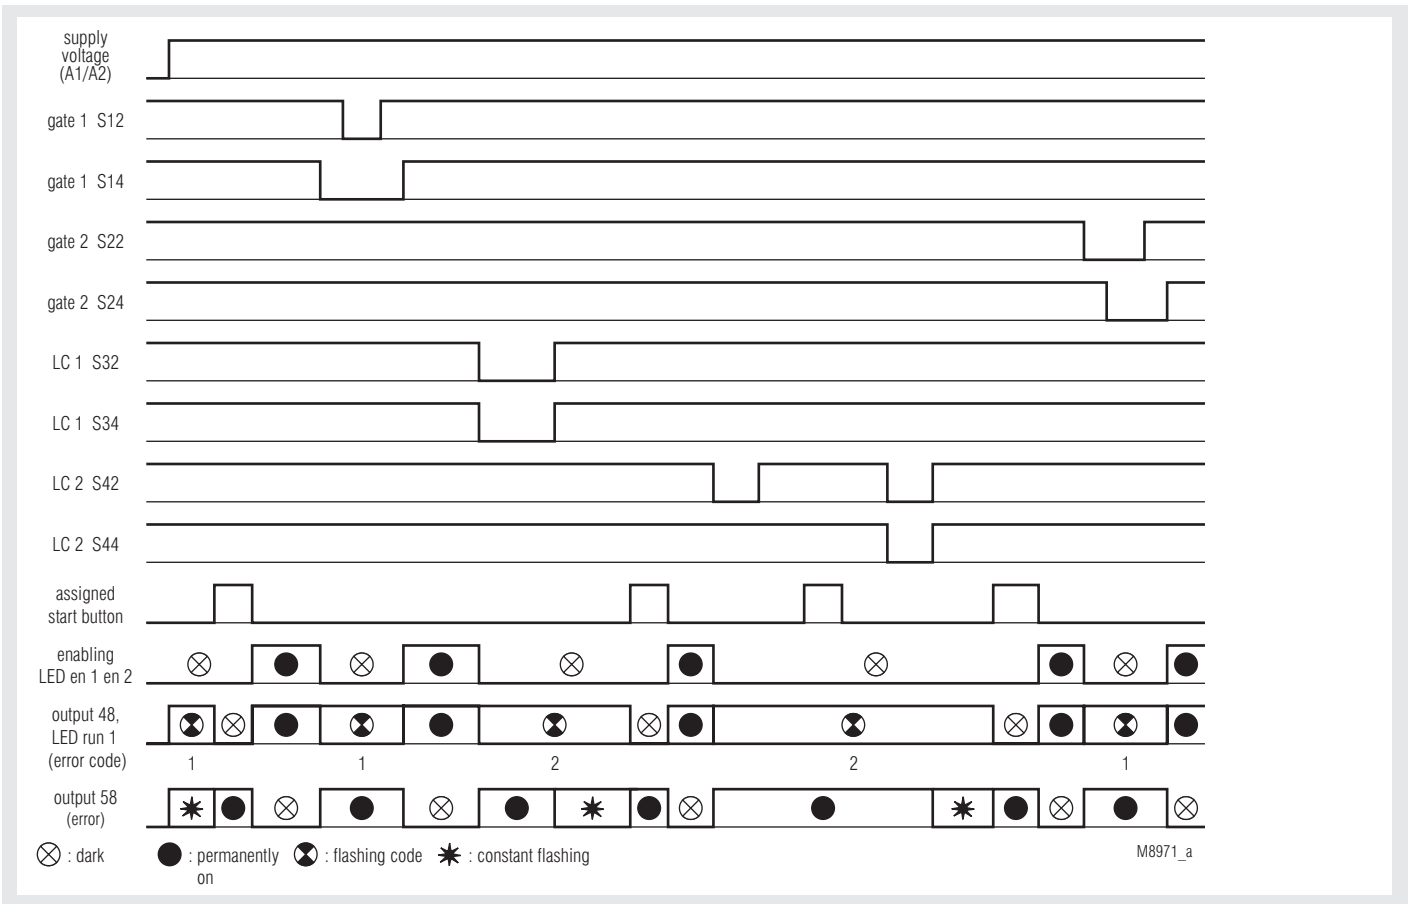 supply
voltage
(A1/A2)
gate 1 S12
gate 1 S14
gate 2 S22
gate 2 S24
LC 1 S32
LC 1 S34
LC 2 S42
LC 2 S44
assigned
start button
enabling
LED en 1 en 2
output 48,
LED run 1
(error code)
1 1 2 2 1
output 58
(error)
: dark : permanently on : flashing code : constant flashing
M8971_a